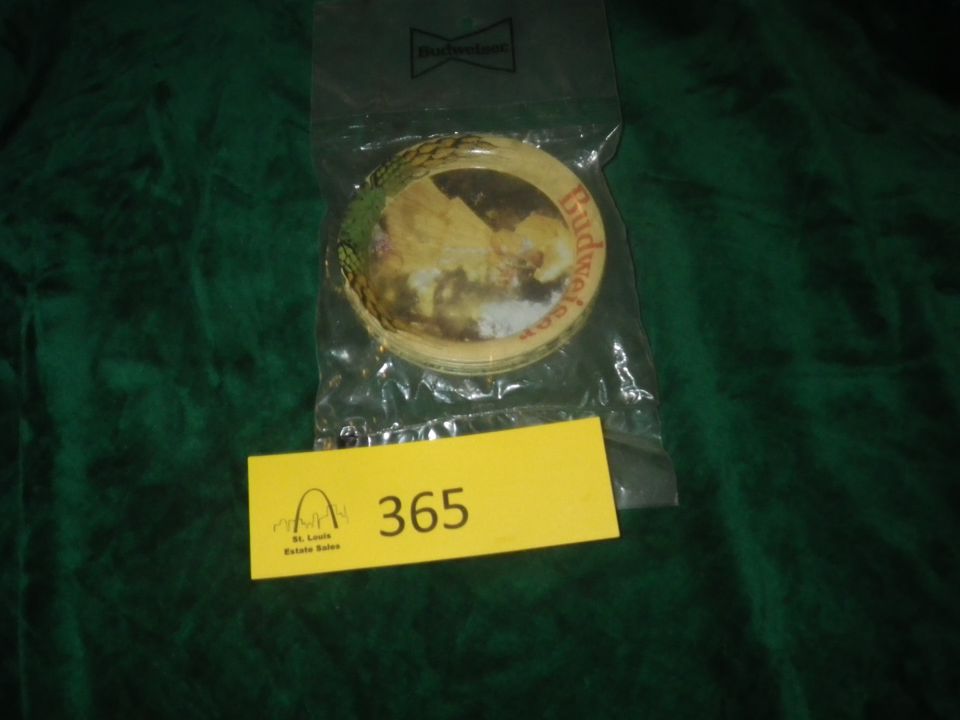 Budweiser
Budweiser
365
St. Louis
Estate Sales